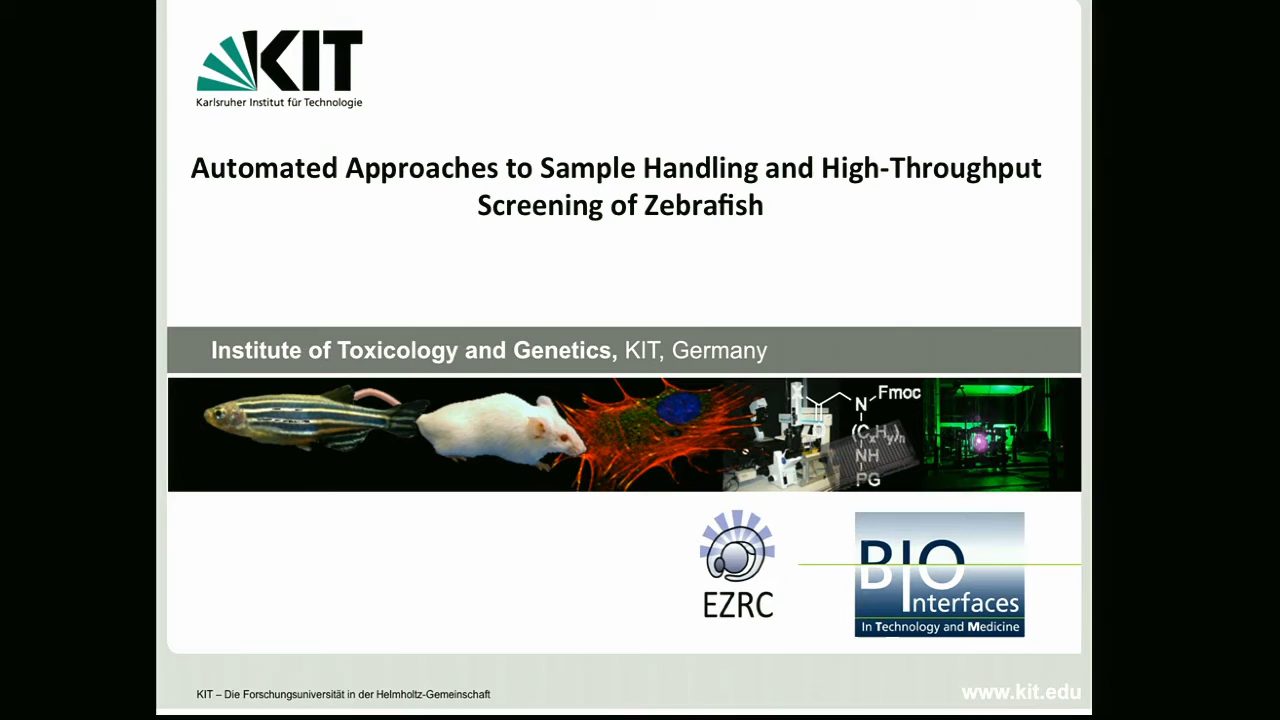 KIT
Karlsruher Institut für Technologie
Automated Approaches to Sample Handling and High-Throughput
Screening of Zebrafish
Institute of Toxicology and Genetics, KIT, Germany
X
N
Fmoc
(CxHy)n
NH
PG
EZRC
BIO
Interfaces
In Technology and Medicine
KIT – Die Forschungsuniversität in der Helmholtz-Gemeinschaft
www.kit.edu